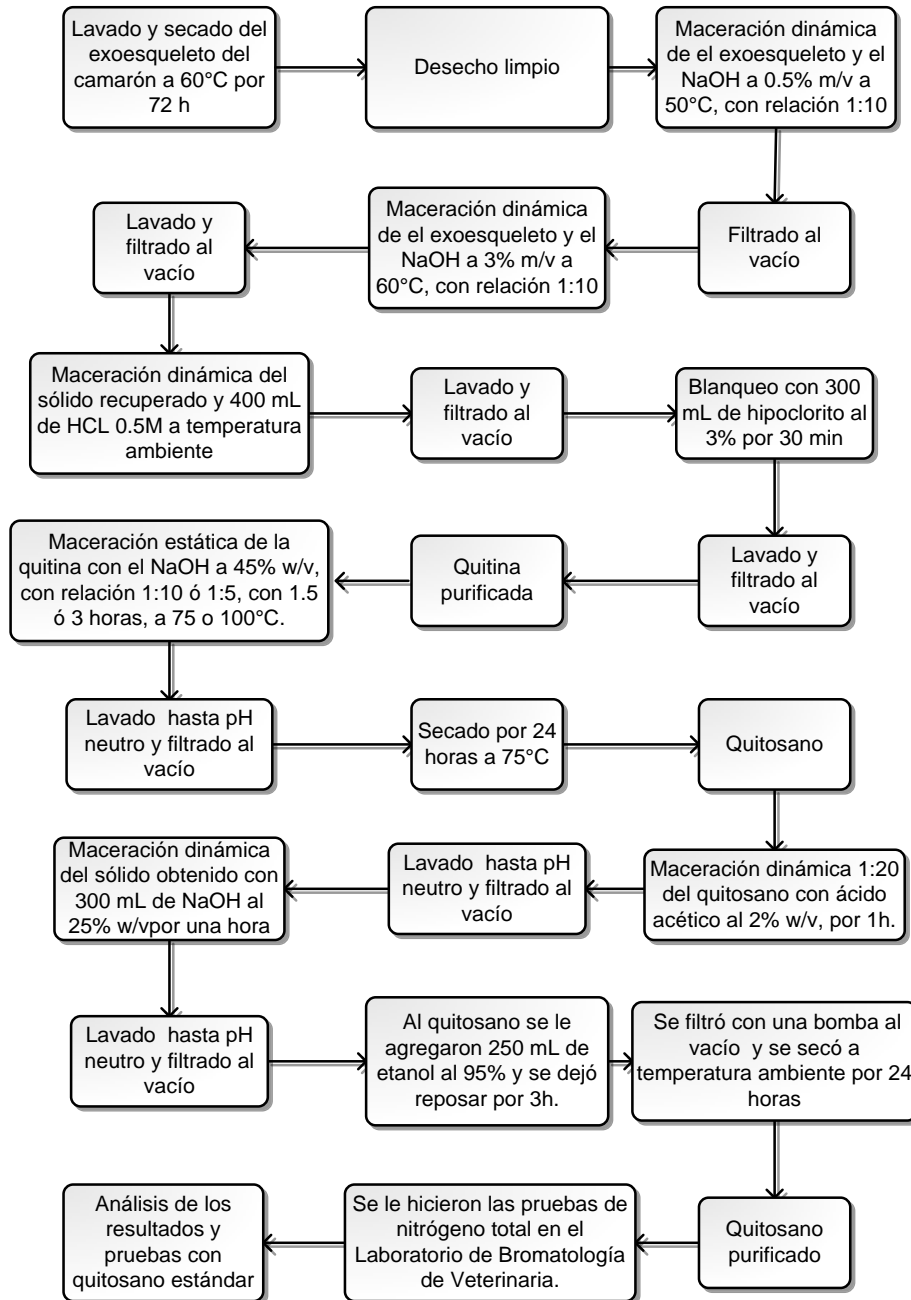 Lavado y secado del
exoesqueleto del
camarón a 60°C por
72 h
Desecho limpio
Maceración dinámica
de el exoesqueleto y el
NaOH a 0.5% m/v a
50°C, con relación 1:10
Filtrado al
vacío
Maceración dinámica
de el exoesqueleto y el
NaOH a 3% m/v a
60°C, con relación 1:10
Lavado y
filtrado al
vacío
Maceración dinámica del
sólido recuperado y 400 mL
de HCL 0.5M a temperatura
ambiente
Lavado y
filtrado al
vacío
Blanqueo con 300
mL de hipoclorito al
3% por 30 min
Lavado y
filtrado al
vacío
Quitina
purificada
Maceración estática de la
quitina con el NaOH a 45% w/v,
con relación 1:10 ó 1:5, con 1.5
ó 3 horas, a 75 o 100°C.
Lavado hasta pH
neutro y filtrado al
vacío
Secado por 24
horas a 75°C
Quitosano
Maceración dinámica 1:20
del quitosano con ácido
acético al 2% w/v, por 1h.
Lavado hasta pH
neutro y filtrado al
vacío
Maceración dinámica
del sólido obtenido con
300 mL de NaOH al
25% w/vpor una hora
Lavado hasta pH
neutro y filtrado al
vacío
Al quitosano se le
agregaron 250 mL de
etanol al 95% y se dejó
reposar por 3h.
Se filtró con una bomba al
vacío y se secó a
temperatura ambiente por 24
horas
Quitosano
purificado
Se le hicieron las pruebas de
nitrógeno total en el
Laboratorio de Bromatología
de Veterinaria.
Análisis de los
resultados y
pruebas con
quitosano estándar